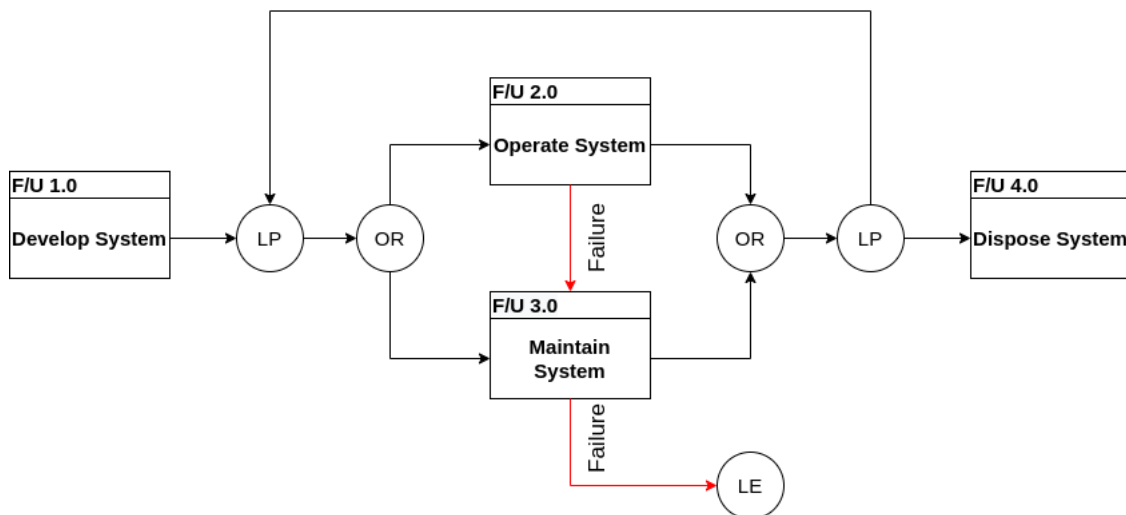 F/U 2.0
Operate System
F/U 1.0
Develop System
LP
OR
Failure
OR
LP
F/U 4.0
Dispose System
F/U 3.0
Maintain
System
Failure
LE